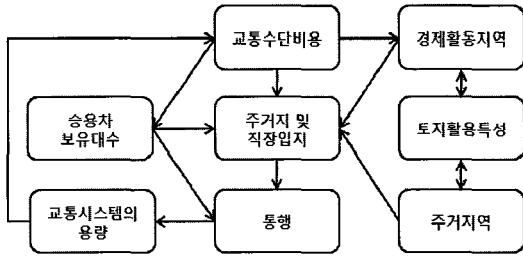 교통수단비용
경제활동지역
승용차
보유대수
주거지 및
직장입지
토지활용특성
교통시스템의
용량
통행
주거지역